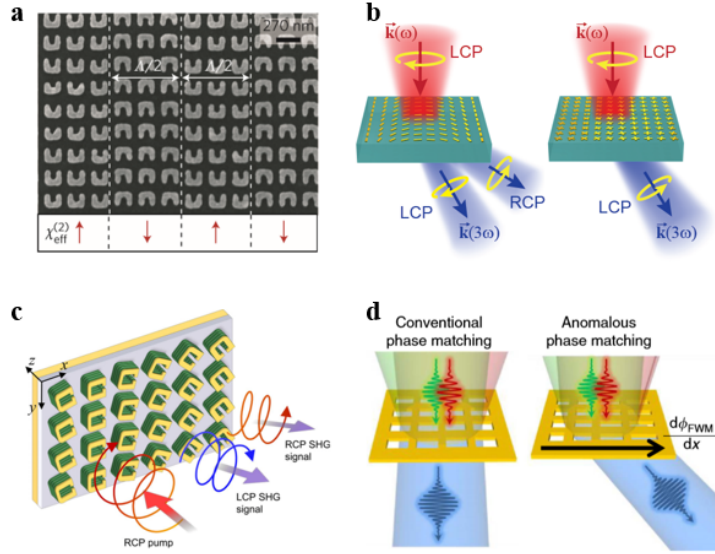 a
270 nm
Λ/2
Λ/2
χ(2)eff
b
k⃗(ω)
LCP
k⃗(ω)
LCP
LCP
RCP
k⃗(3ω)
LCP
k⃗(3ω)
c
z
x
y
RCP SHG
signal
LCP SHG
signal
RCP pump
d
Conventional
phase matching
Anomalous
phase matching
dϕFWM
dx